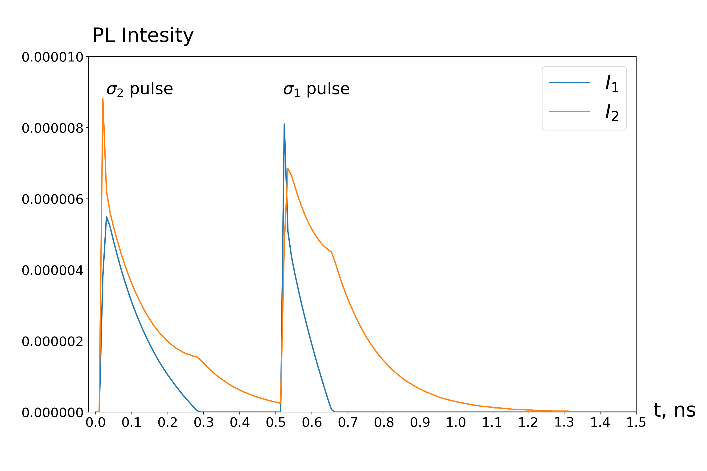 PL Intesity
0.000010
σ2 pulse
σ1 pulse
I1
I2
0.000008
0.000006
0.000004
0.000002
0.000000
0.0 0.1 0.2 0.3 0.4 0.5 0.6 0.7 0.8 0.9 1.0 1.1 1.2 1.3 1.4 1.5
t, ns